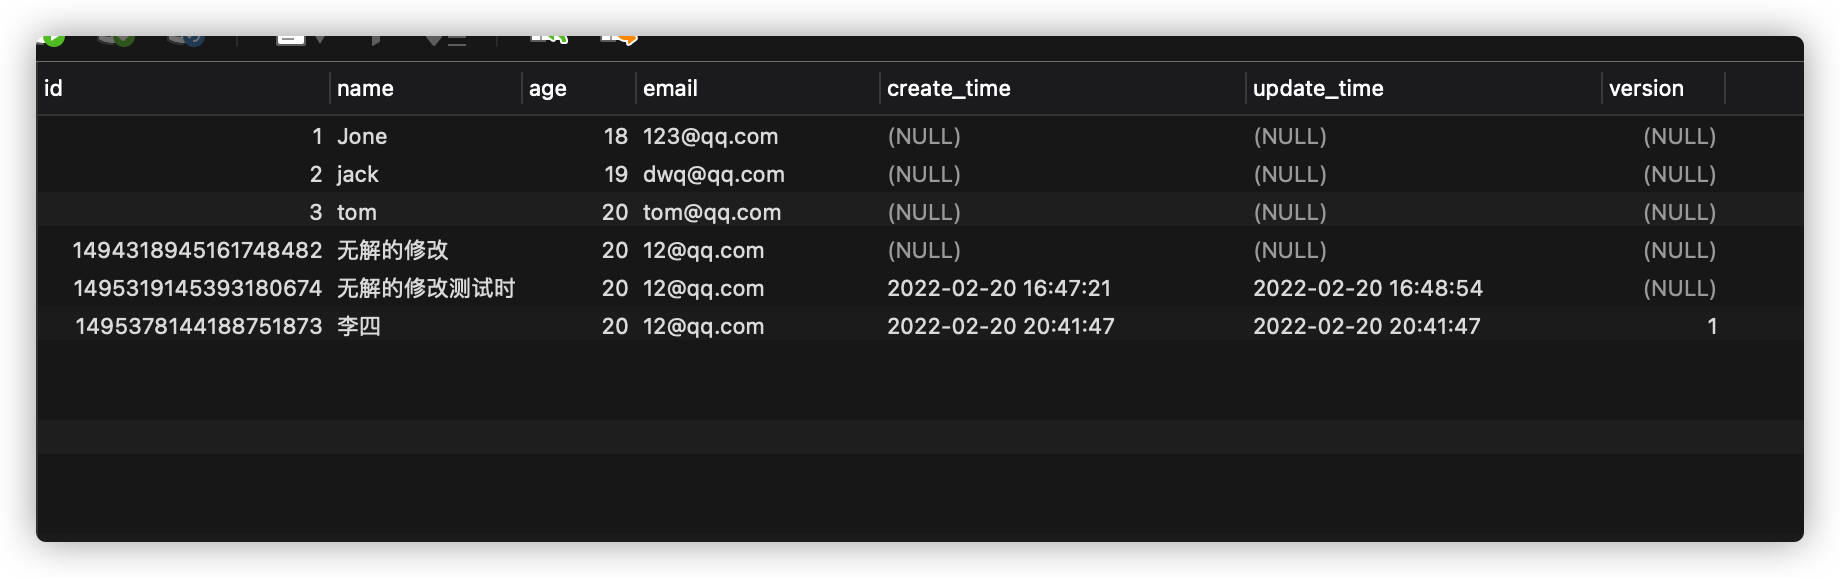 id name age email create_time update_time version
1 Jone 18 123@qq.com (NULL) (NULL) (NULL)
2 jack 19 dwq@qq.com (NULL) (NULL) (NULL)
3 tom 20 tom@qq.com (NULL) (NULL) (NULL)
1494318945161748482 无解的修改 20 12@qq.com (NULL) (NULL) (NULL)
1495319145393180674 无解的修改测试时 20 12@qq.com 2022-02-20 16:47:21 2022-02-20 16:48:54 (NULL)
1495378144188751873 李四 20 12@qq.com 2022-02-20 20:41:47 2022-02-20 20:41:47 1